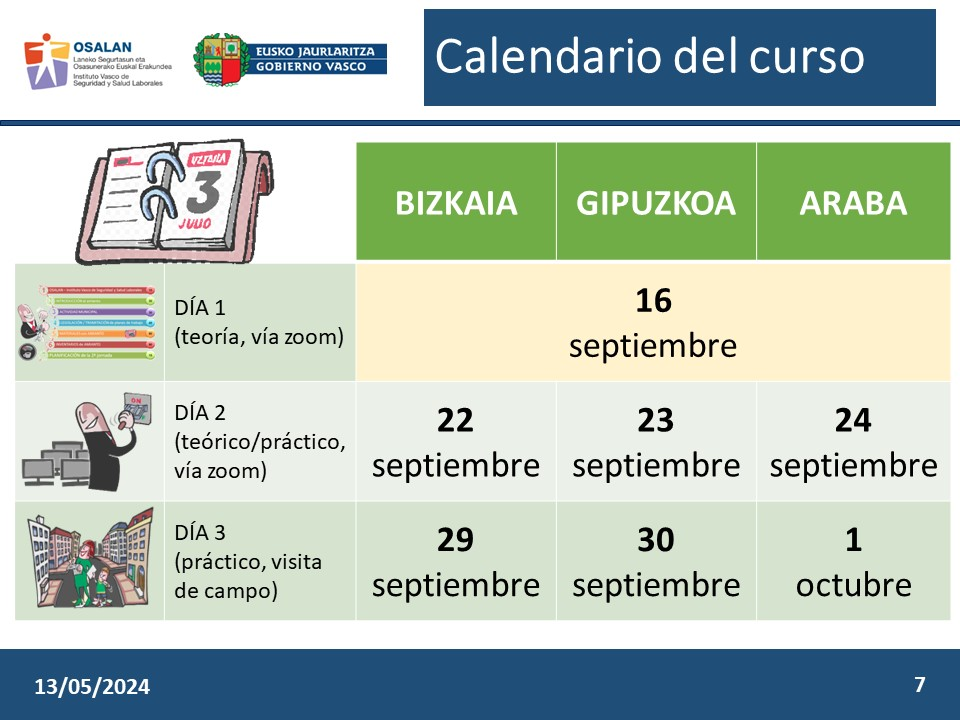 OSALAN
Laneko Segurtasun eta
Osasunerako Euskal Erakundea
Instituto Vasco de
Seguridad y Salud Laborales
EUSKO JAURLARITZA
GOBIERNO VASCO
Calendario del curso
UZTAILA
3
JULIO
BIZKAIA
GIPUZKOA
ARABA
DÍA 1
(teoría, vía zoom)
16
septiembre
DÍA 2
(teórico/práctico,
vía zoom)
22
septiembre
23
septiembre
24
septiembre
DÍA 3
(práctico, visita
de campo)
29
septiembre
30
septiembre
1
octubre
13/05/2024
7